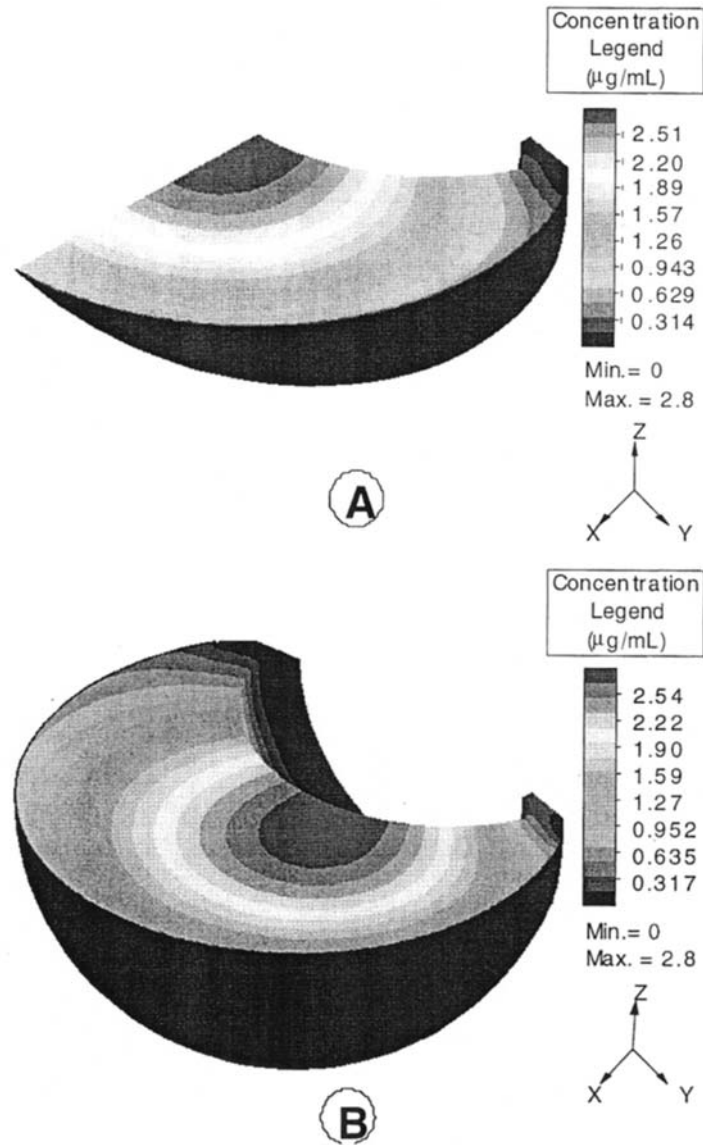 Concentration
Legend
(µg/mL)
2.51
2.20
1.89
1.57
1.26
0.943
0.629
0.314
Min.= 0
Max. = 2.8
Z
X
Y
A
Concentration
Legend
(µg/mL)
2.54
2.22
1.90
1.59
1.27
0.952
0.635
0.317
Min.= 0
Max. = 2.8
Z
X
Y
B